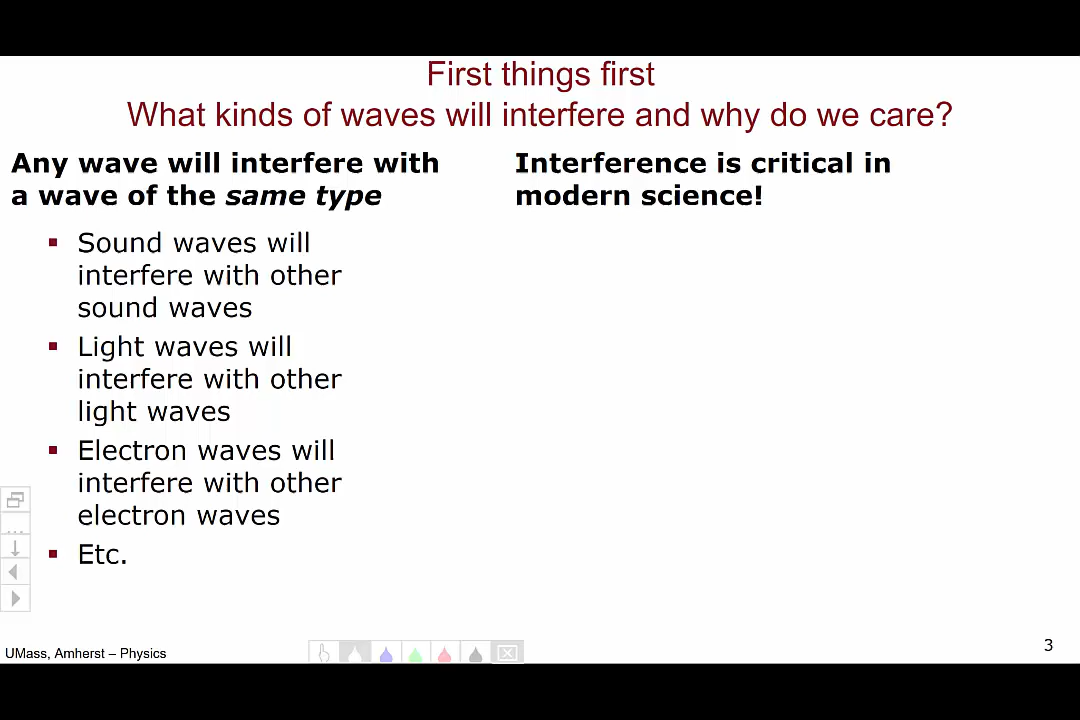 First things first
What kinds of waves will interfere and why do we care?
Any wave will interfere with
a wave of the same type
▪ Sound waves will
interfere with other
sound waves
▪ Light waves will
interfere with other
light waves
▪ Electron waves will
interfere with other
electron waves
▪ Etc.
Interference is critical in
modern science!
UMass, Amherst – Physics
3